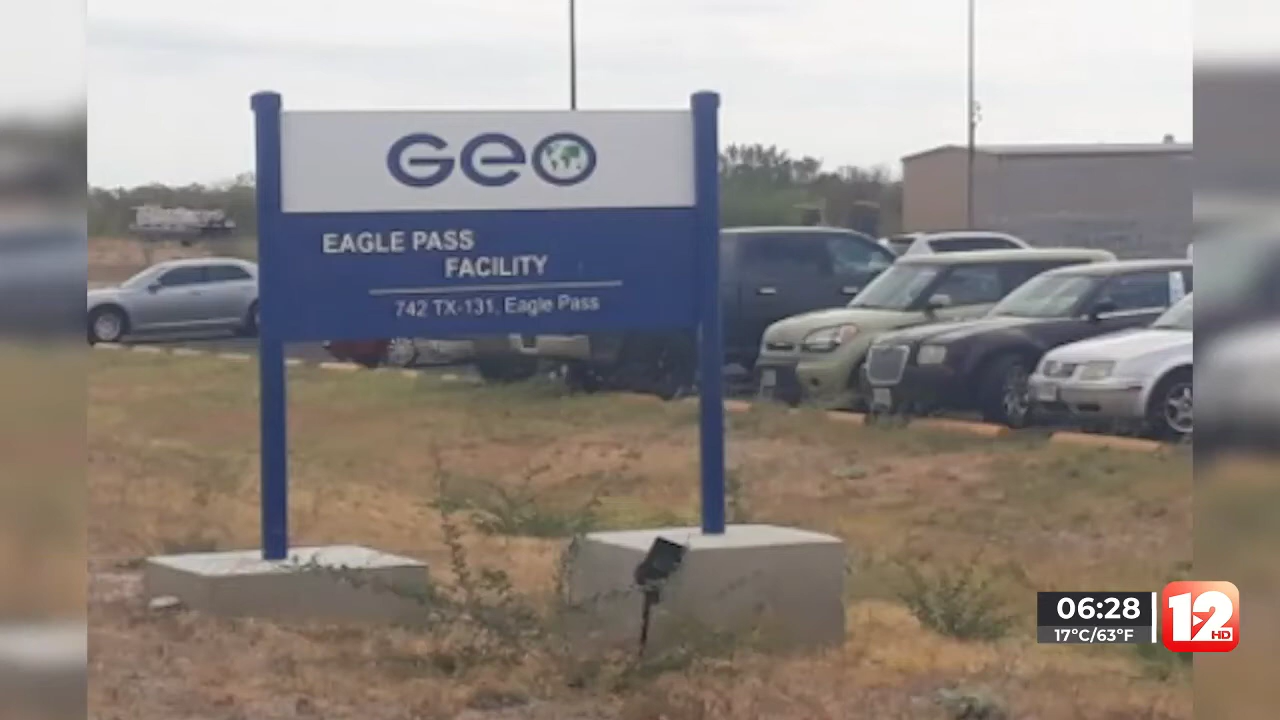 GEO
EAGLE PASS
FACILITY
742 TX-131, Eagle Pass
06:28
17°C/63°F
12
HD